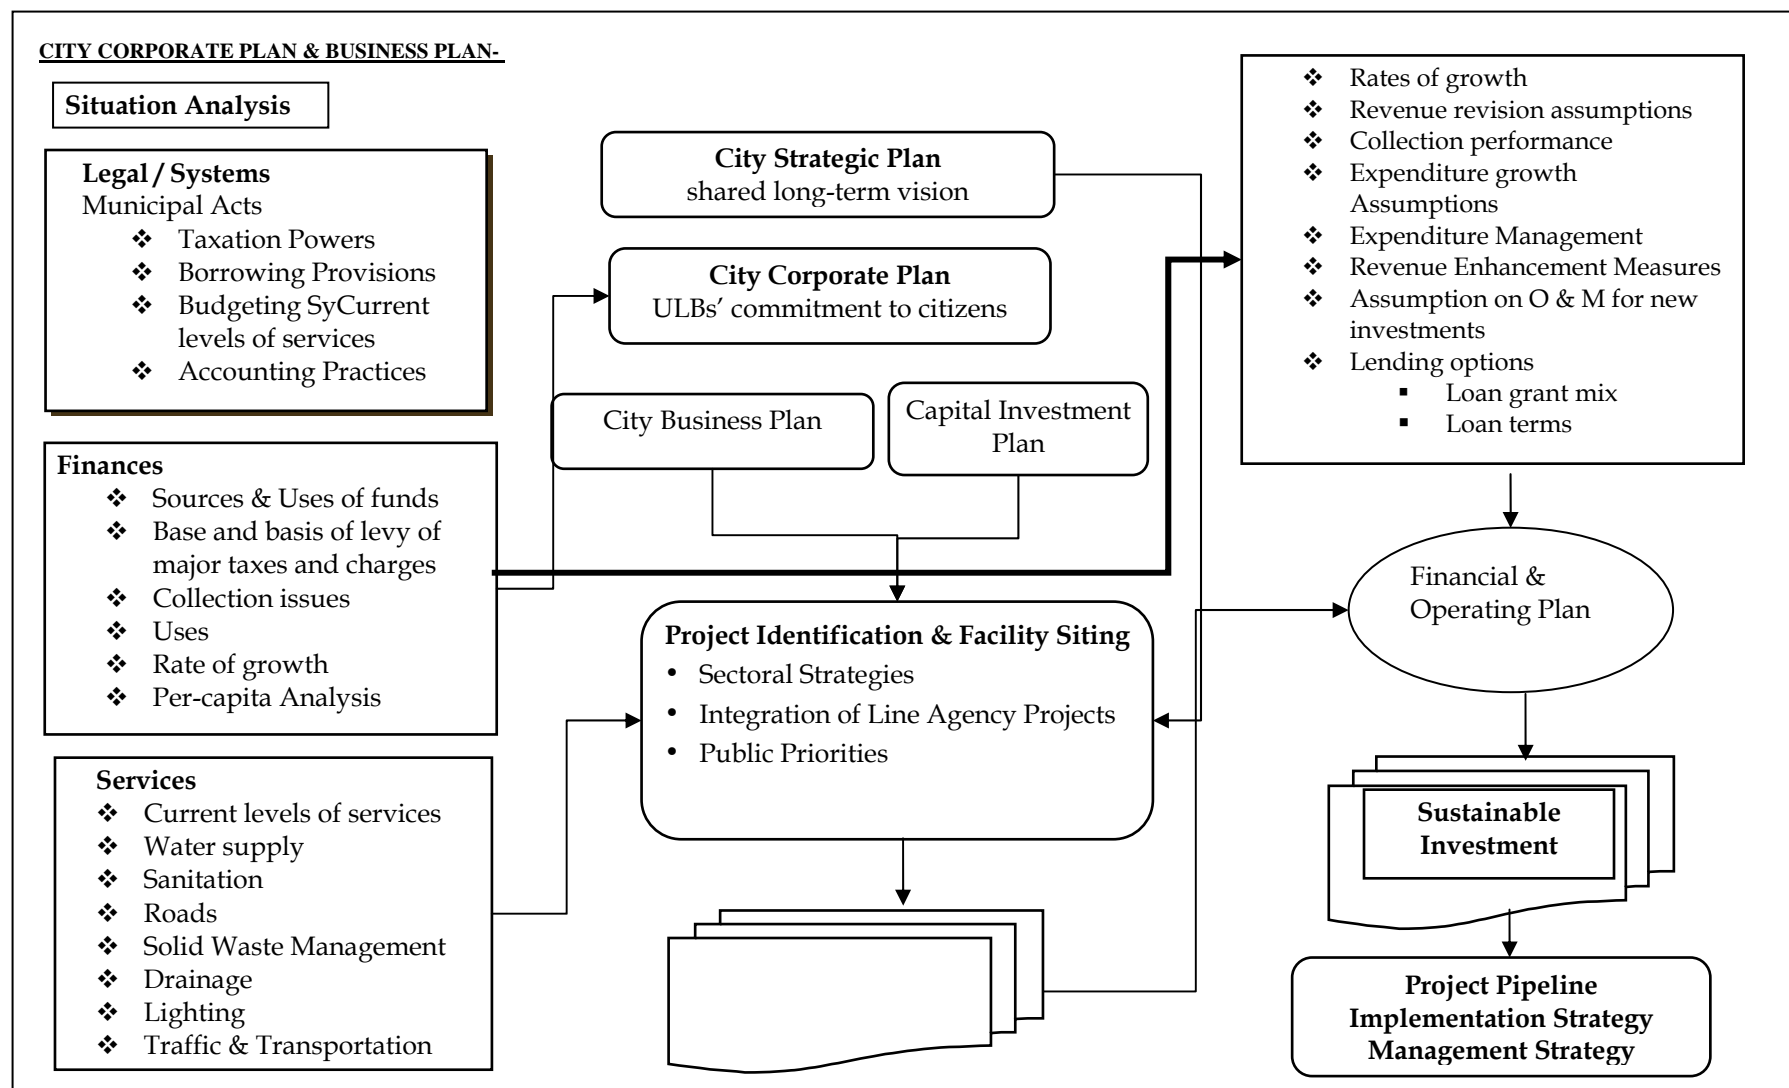 CITY CORPORATE PLAN & BUSINESS PLAN-
Situation Analysis
Legal / Systems
Municipal Acts
❖ Taxation Powers
❖ Borrowing Provisions
❖ Budgeting SyCurrent
levels of services
❖ Accounting Practices
Finances
❖ Sources & Uses of funds
❖ Base and basis of levy of
major taxes and charges
❖ Collection issues
❖ Uses
❖ Rate of growth
❖ Per-capita Analysis
Services
❖ Current levels of services
❖ Water supply
❖ Sanitation
❖ Roads
❖ Solid Waste Management
❖ Drainage
❖ Lighting
❖ Traffic & Transportation
City Strategic Plan
shared long-term vision
City Corporate Plan
ULBs’ commitment to citizens
City Business Plan
Capital Investment
Plan
Project Identification & Facility Siting
• Sectoral Strategies
• Integration of Line Agency Projects
• Public Priorities
❖ Rates of growth
❖ Revenue revision assumptions
❖ Collection performance
❖ Expenditure growth
Assumptions
❖ Expenditure Management
❖ Revenue Enhancement Measures
❖ Assumption on O & M for new
investments
❖ Lending options
▪ Loan grant mix
▪ Loan terms
Financial &
Operating Plan
Sustainable
Investment
Project Pipeline
Implementation Strategy
Management Strategy